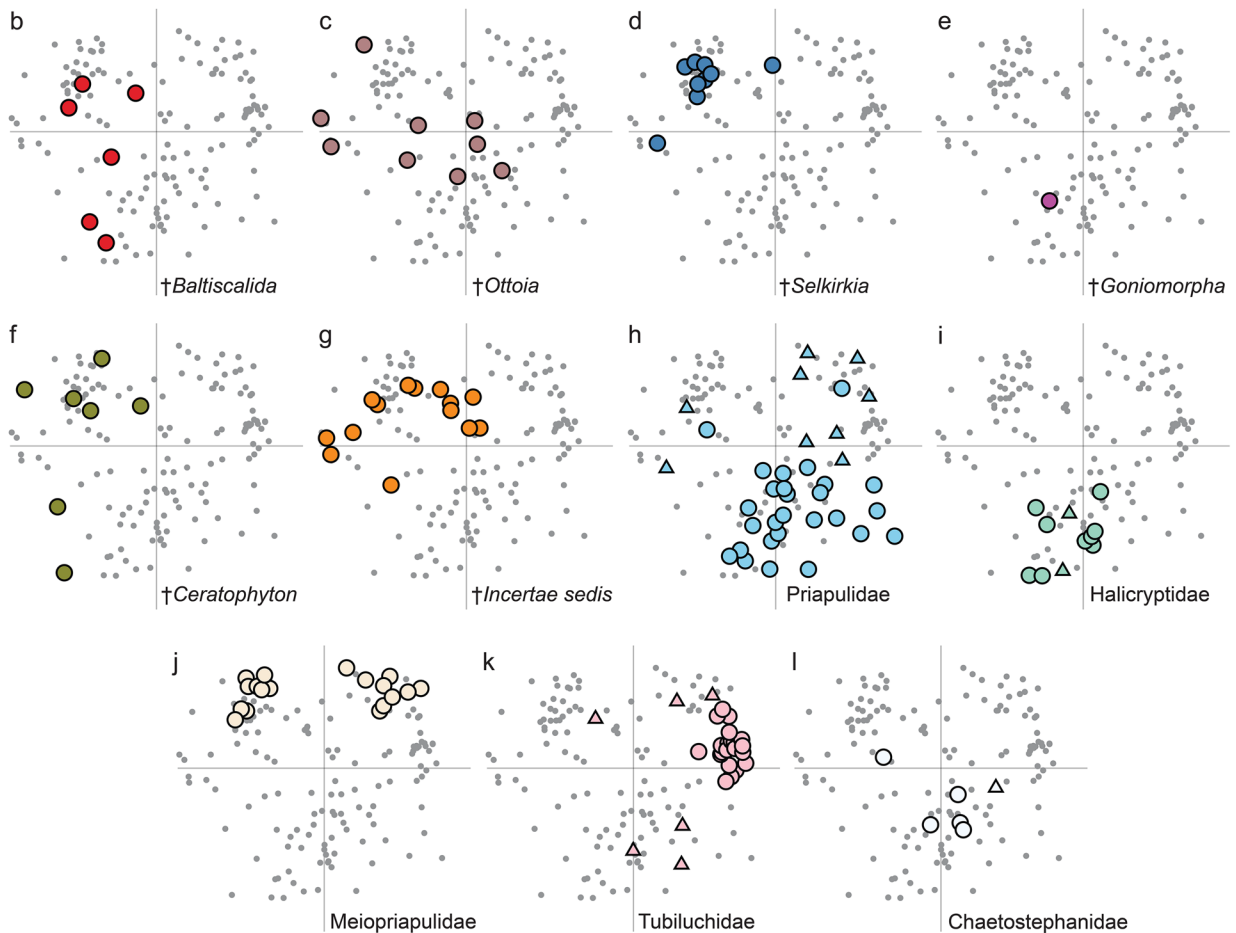 b
c
d
e
†Baltiscalida
†Ottoia
†Selkirkia
†Goniomorpha
f
g
h
i
†Ceratophyton
†Incertae sedis
Priapulidae
Halicryptidae
j
k
l
Meiopriapulidae
Tubiluchidae
Chaetostephanidae